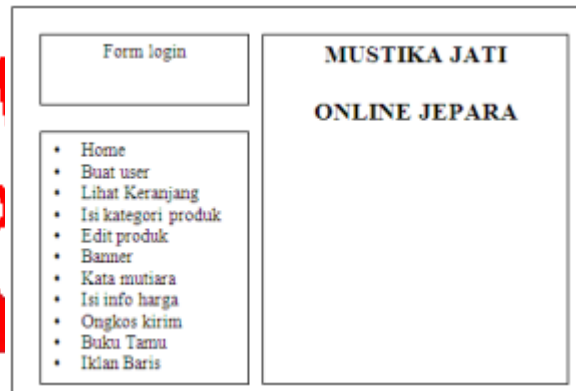 Form login
• Home
• Buat user
• Lihat Keranjang
• Isi kategori produk
• Edit produk
• Banner
• Kata mutiara
• Isi info harga
• Ongkos kirim
• Buku Tamu
• Iklan Baris
MUSTIKA JATI
ONLINE JEPARA